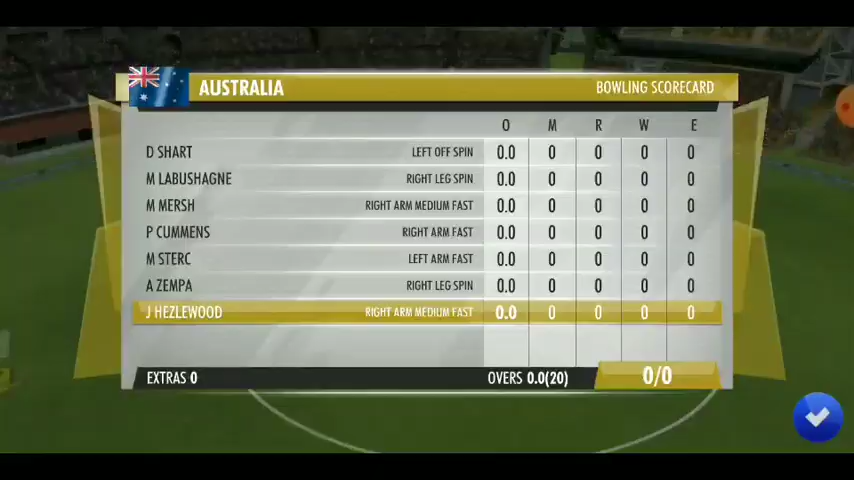 AUSTRALIA BOWLING SCORECARD
O M R W E
D SHART LEFT OFF SPIN 0.0 0 0 0 0
M LABUSHAGNE RIGHT LEG SPIN 0.0 0 0 0 0
M MERSH RIGHT ARM MEDIUM FAST 0.0 0 0 0 0
P CUMMENS RIGHT ARM FAST 0.0 0 0 0 0
M STERC LEFT ARM FAST 0.0 0 0 0 0
A ZEMPA RIGHT LEG SPIN 0.0 0 0 0 0
J HEZLEWOOD RIGHT ARM MEDIUM FAST 0.0 0 0 0 0
EXTRAS 0 OVERS 0.0(20) 0/0